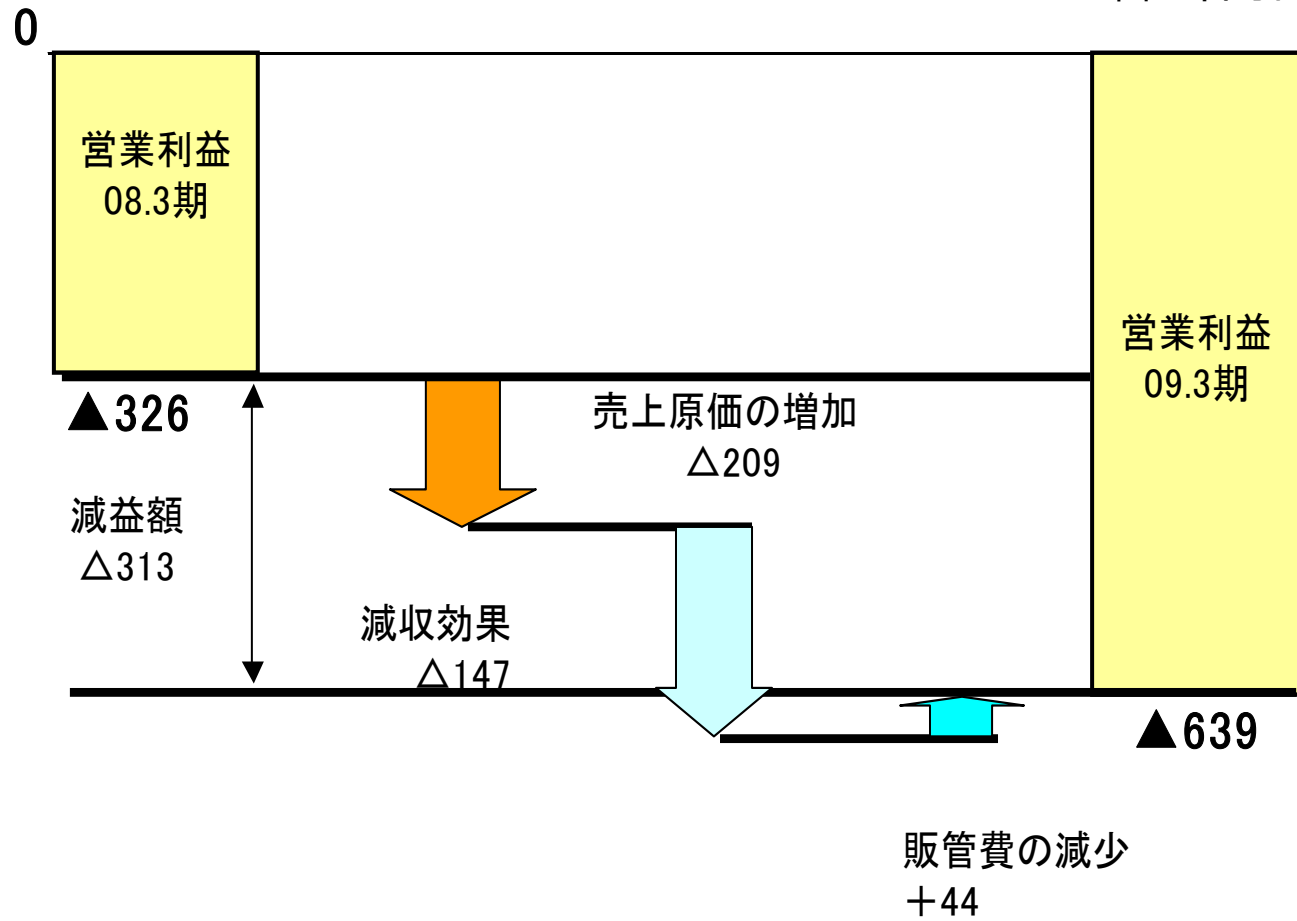 0
営業利益
08.3期
営業利益
09.3期
▲326
売上原価の増加
△209
減益額
△313
減収効果
△147
▲639
販管費の減少
＋44